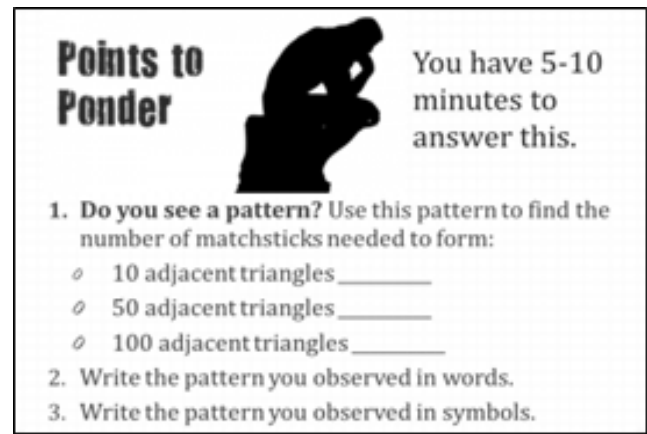 Points to
Ponder
You have 5-10
minutes to
answer this.
1. Do you see a pattern? Use this pattern to find the
number of matchsticks needed to form:
10 adjacent triangles________
50 adjacent triangles________
100 adjacent triangles________
2. Write the pattern you observed in words.
3. Write the pattern you observed in symbols.